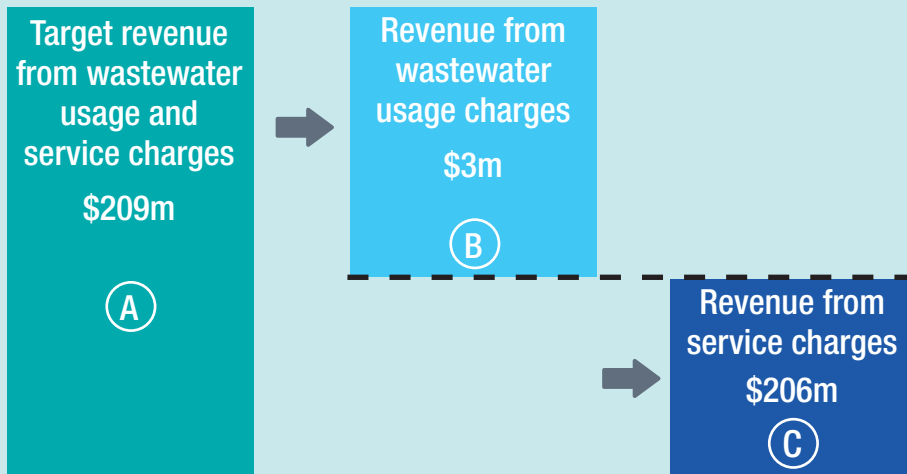 Target revenue
from wastewater
usage and
service charges
$209m
A
Revenue from
wastewater
usage charges
$3m
B
Revenue from
service charges
$206m
C